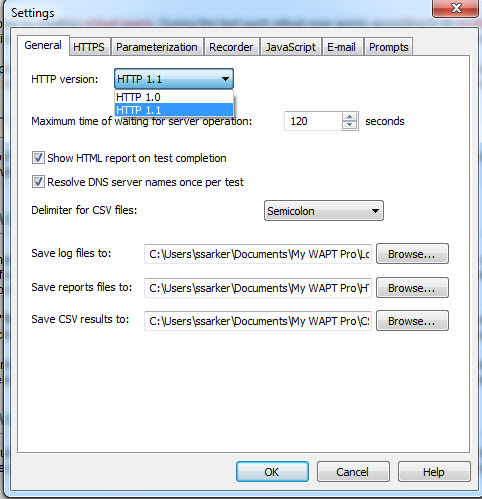 Settings
General HTTPS Parameterization Recorder JavaScript E-mail Prompts
HTTP version: HTTP 1.1
HTTP 1.0
HTTP 1.1
Maximum time of waiting for server operation: 120 seconds
Show HTML report on test completion
Resolve DNS server names once per test
Delimiter for CSV files: Semicolon
Save log files to: C:\Users\ssarker\Documents\My WAPT Pro\Lo Browse...
Save reports files to: C:\Users\ssarker\Documents\My WAPT Pro\H Browse...
Save CSV results to: C:\Users\ssarker\Documents\My WAPT Pro\CS Browse...
OK Cancel Help